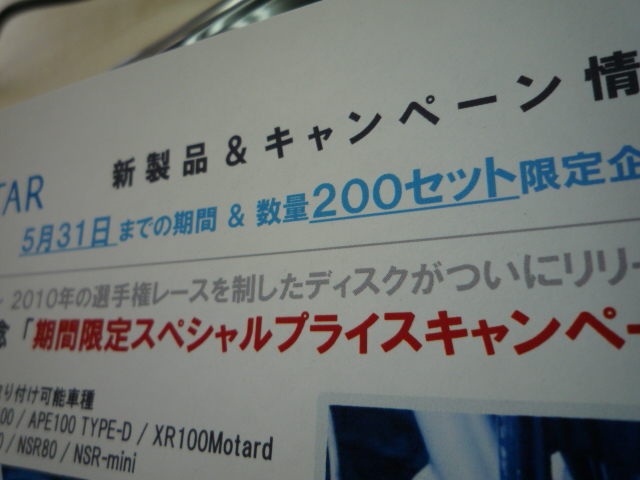 新製品＆キャンペーン 情
TAR
5月31日までの期間 ＆ 数量200セット限定企
2010年の選手権レースを制したディスクがついにリリー
念 「期間限定スペシャルプライスキャンペー
り付け可能車種
00 / APE100 TYPE-D / XR100Motard
0 / NSR80 / NSR-mini